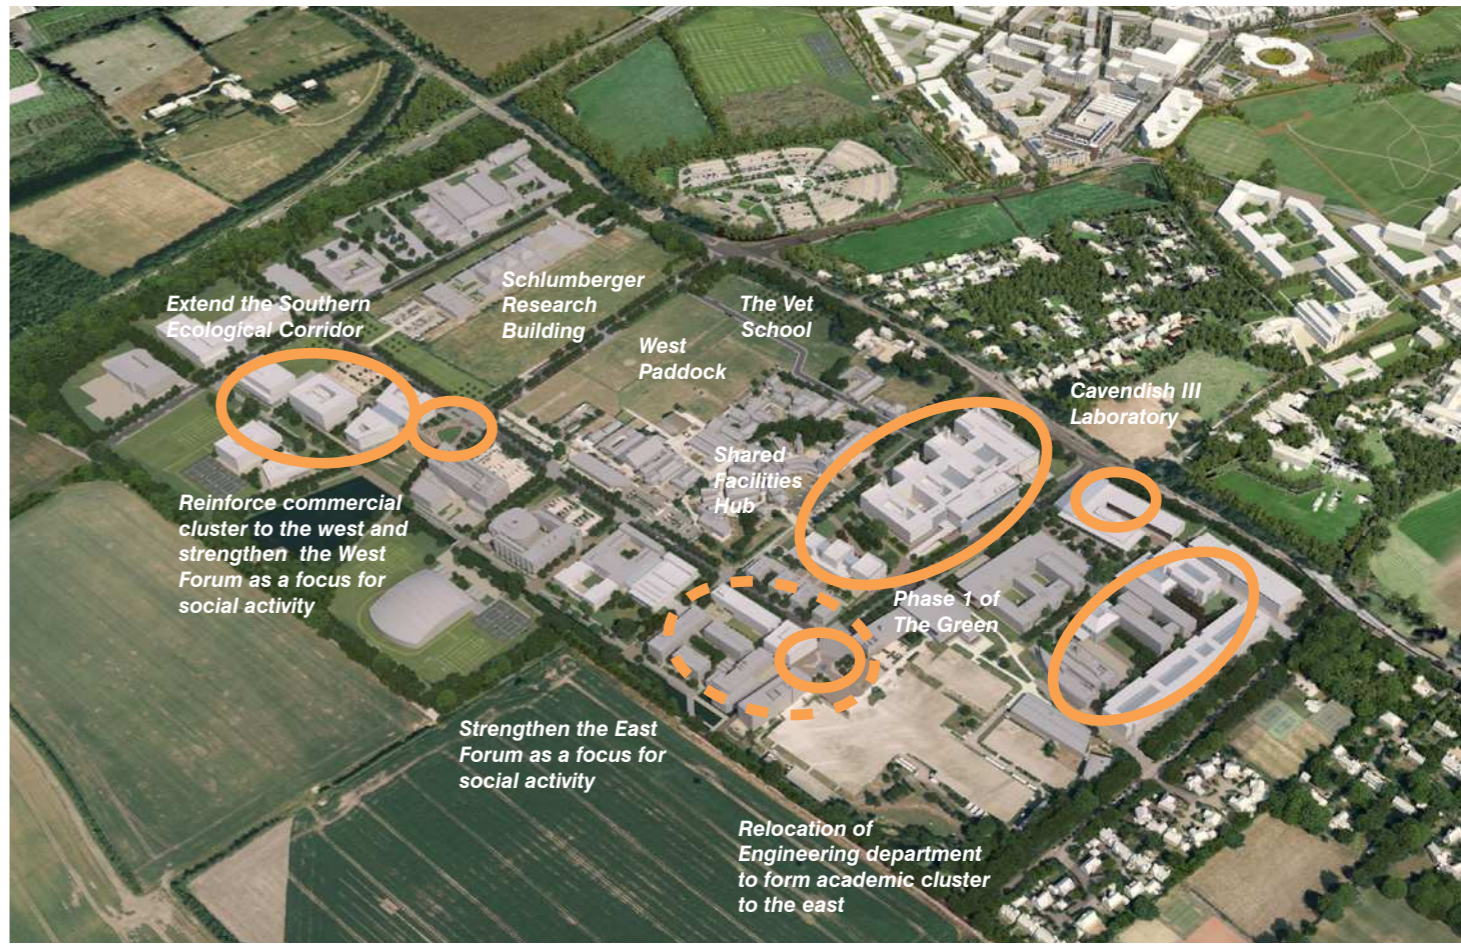 Schlumberger
Research
Building
Extend the Southern
Ecological Corridor
The Vet
School
West
Paddock
Cavendish III
Laboratory
Shared
Facilities
Hub
Reinforce commercial
cluster to the west and
strengthen the West
Forum as a focus for
social activity
Phase 1 of
The Green
Strengthen the East
Forum as a focus for
social activity
Relocation of
Engineering department
to form academic cluster
to the east